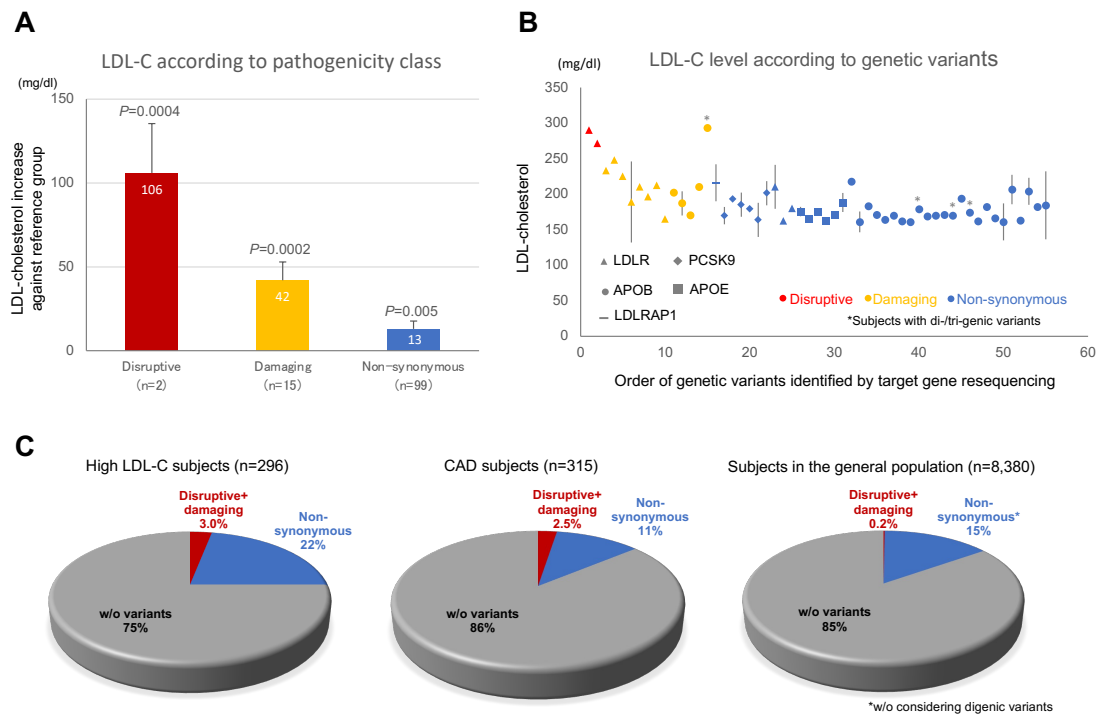 A
LDL-C according to pathogenicity class
(mg/dl)
LDL-cholesterol increase
against reference group
150
100
50
0
P=0.0004
106
P=0.0002
42
P=0.005
13
Disruptive
(n=2)
Damaging
(n=15)
Non-synonymous
(n=99)
B
LDL-C level according to genetic variants
(mg/dl)
LDL-cholesterol
350
300
250
200
150
100
50
0
*
*
*
*
LDLR
PCSK9
APOB
APOE
LDLRAP1
Disruptive
Damaging
Non-synonymous
*Subjects with di-/tri-genic variants
0
10
20
30
40
50
60
Order of genetic variants identified by target gene resequencing
C
High LDL-C subjects (n=296)
Disruptive+
damaging
3.0%
Non-
synonymous
22%
w/o variants
75%
CAD subjects (n=315)
Disruptive+
damaging
2.5%
Non-
synonymous
11%
w/o variants
86%
Subjects in the general population (n=8,380)
Disruptive+
damaging
0.2%
Non-
synonymous*
15%
w/o variants
85%
*w/o considering digenic variants